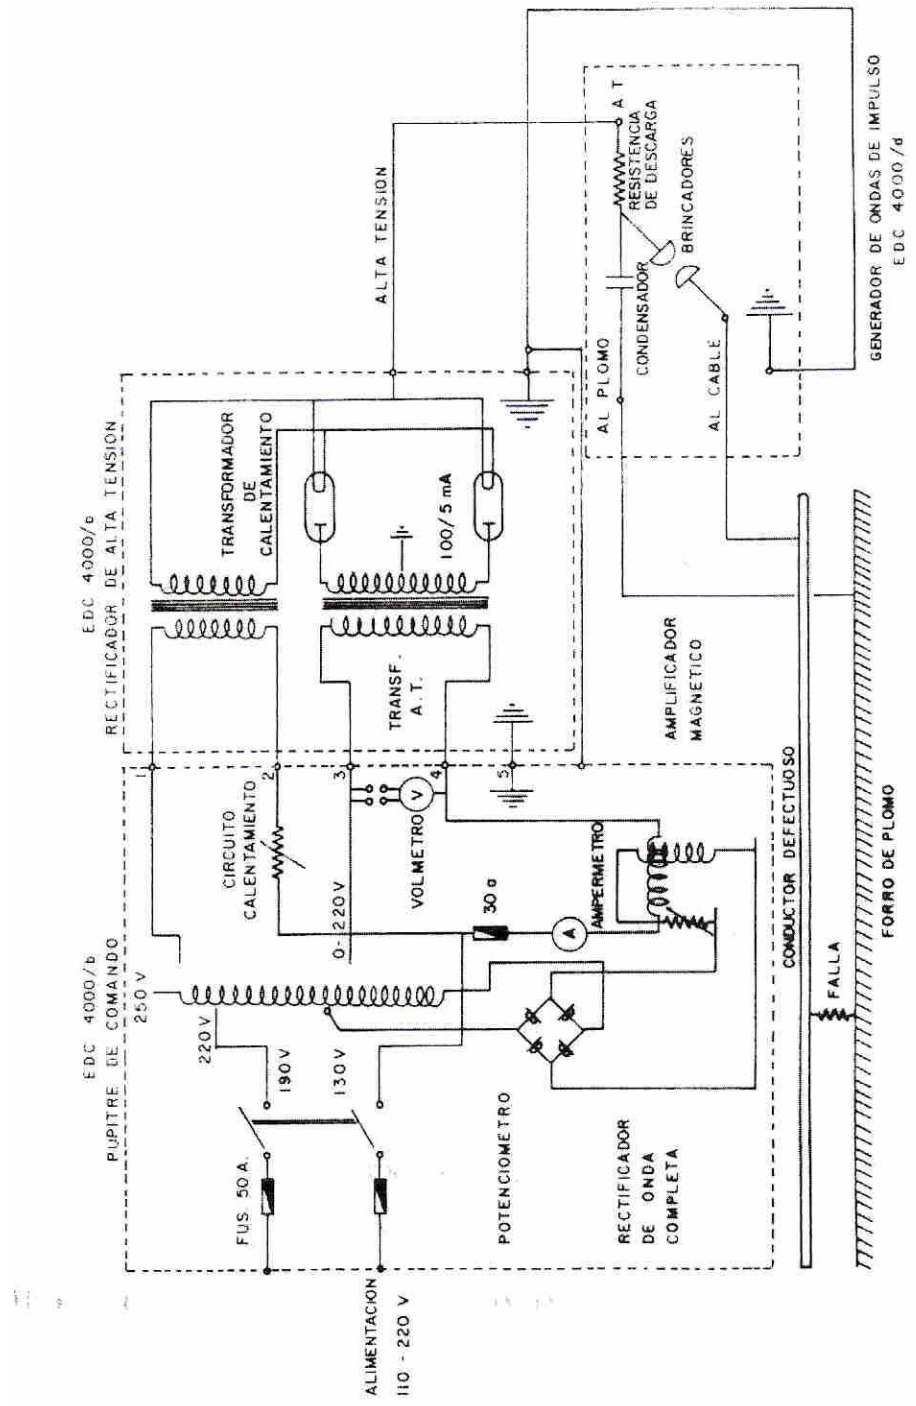 EDC 4000/b
PUPITRE DE COMANDO
EDC 4000/b
RECTIFICADOR DE ALTA TENSION
ALIMENTACION
110 - 220 V
FUS. 50 A.
250 V
220 V
190 V
130 V
0-220V
CIRCUITO
CALENTAMIENTO
1
2
3
4
5
V
VOLMETRO
30 a
A
AMPERMETRO
POTENCIOMETRO
RECTIFICADOR
DE ONDA
COMPLETA
AMPLIFICADOR
MAGNETICO
TRANSFORMADOR
DE
CALENTAMIENTO
TRANSF.
A.T.
100/5 mA
ALTA TENSION
A.T
RESISTENCIA
DE DESCARGA
BRINCADORES
CONDENSADOR
AL PLOMO
AL CABLE
GENERADOR DE ONDAS DE IMPULSO
EDC 4000/d
CONDUCTOR DEFECTUOSO
FALLA
FORRO DE PLOMO